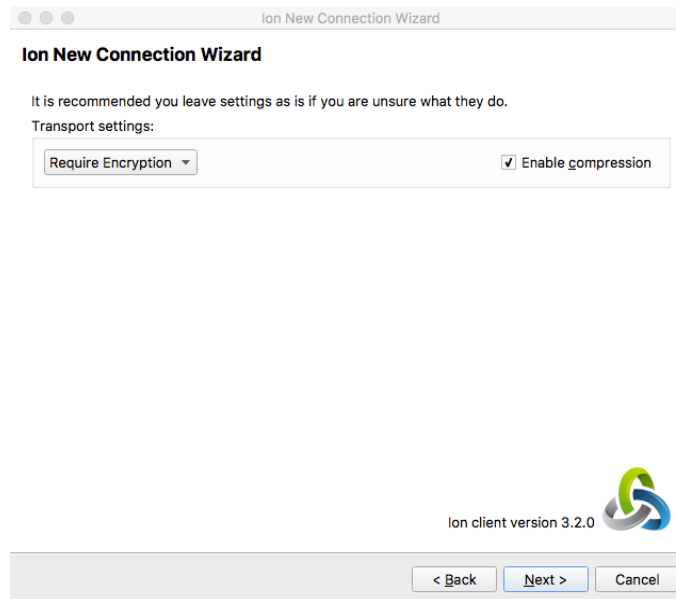 Ion New Connection Wizard
Ion New Connection Wizard
It is recommended you leave settings as is if you are unsure what they do.
Transport settings:
Require Encryption Enable compression
Ion client version 3.2.0
< Back Next > Cancel